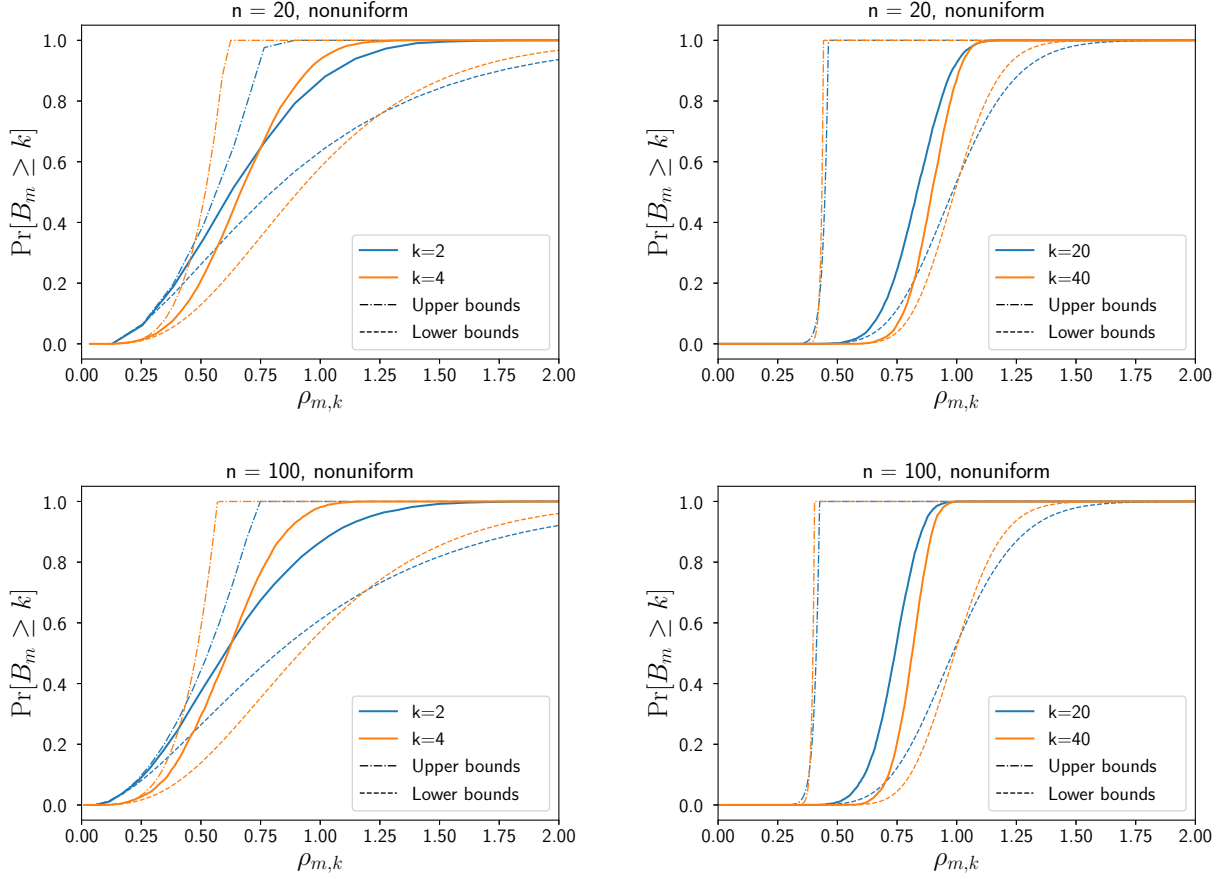 n = 20, nonuniform
Pr[B_m ≥ k]
1.0
0.8
0.6
0.4
0.2
0.0
k=2
k=4
Upper bounds
Lower bounds
0.00 0.25 0.50 0.75 1.00 1.25 1.50 1.75 2.00
ρ_{m,k}
n = 20, nonuniform
Pr[B_m ≥ k]
1.0
0.8
0.6
0.4
0.2
0.0
k=20
k=40
Upper bounds
Lower bounds
0.00 0.25 0.50 0.75 1.00 1.25 1.50 1.75 2.00
ρ_{m,k}
n = 100, nonuniform
Pr[B_m ≥ k]
1.0
0.8
0.6
0.4
0.2
0.0
k=2
k=4
Upper bounds
Lower bounds
0.00 0.25 0.50 0.75 1.00 1.25 1.50 1.75 2.00
ρ_{m,k}
n = 100, nonuniform
Pr[B_m ≥ k]
1.0
0.8
0.6
0.4
0.2
0.0
k=20
k=40
Upper bounds
Lower bounds
0.00 0.25 0.50 0.75 1.00 1.25 1.50 1.75 2.00
ρ_{m,k}